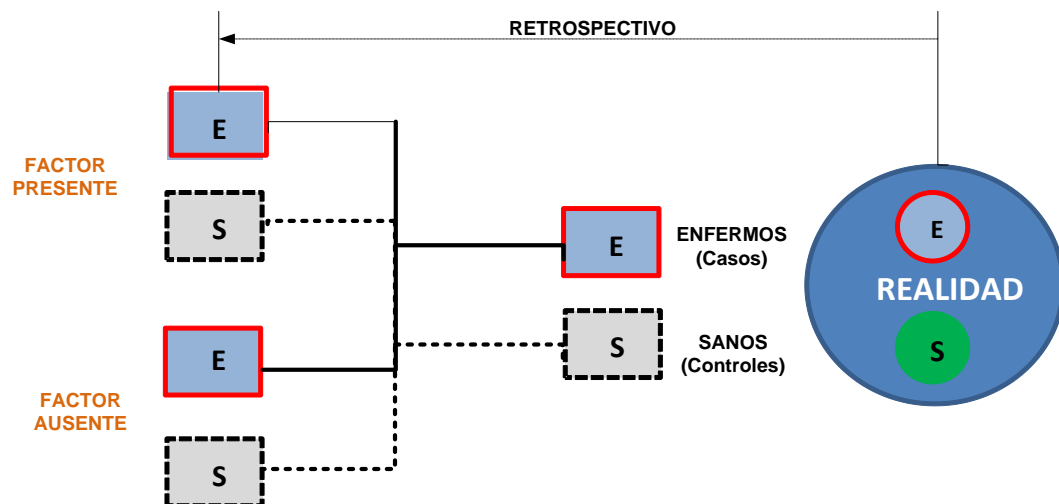 RETROSPECTIVO
E
FACTOR
PRESENTE
S
E
ENFERMOS
(Casos)
E
REALIDAD
S
SANOS
(Controles)
S
E
FACTOR
AUSENTE
S